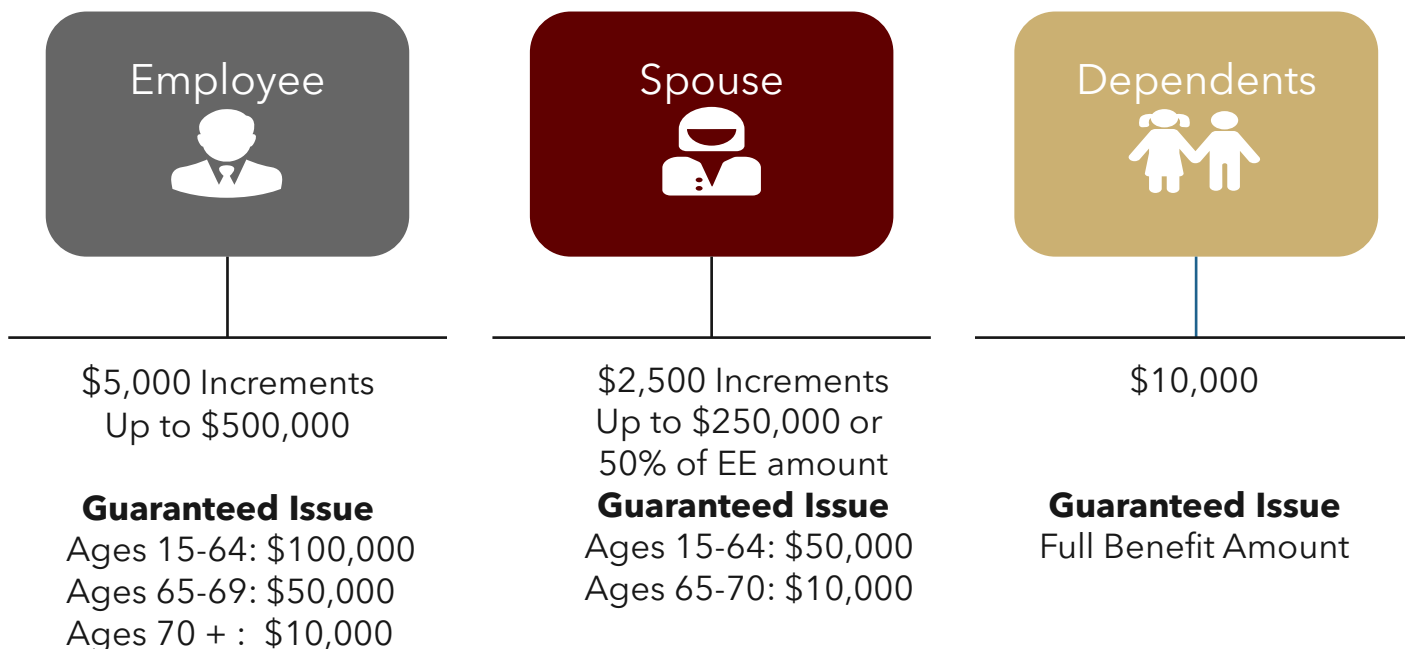 Employee
$5,000 Increments
Up to $500,000
Guaranteed Issue
Ages 15-64: $100,000
Ages 65-69: $50,000
Ages 70 + : $10,000
Spouse
$2,500 Increments
Up to $250,000 or
50% of EE amount
Guaranteed Issue
Ages 15-64: $50,000
Ages 65-70: $10,000
Dependents
$10,000
Guaranteed Issue
Full Benefit Amount